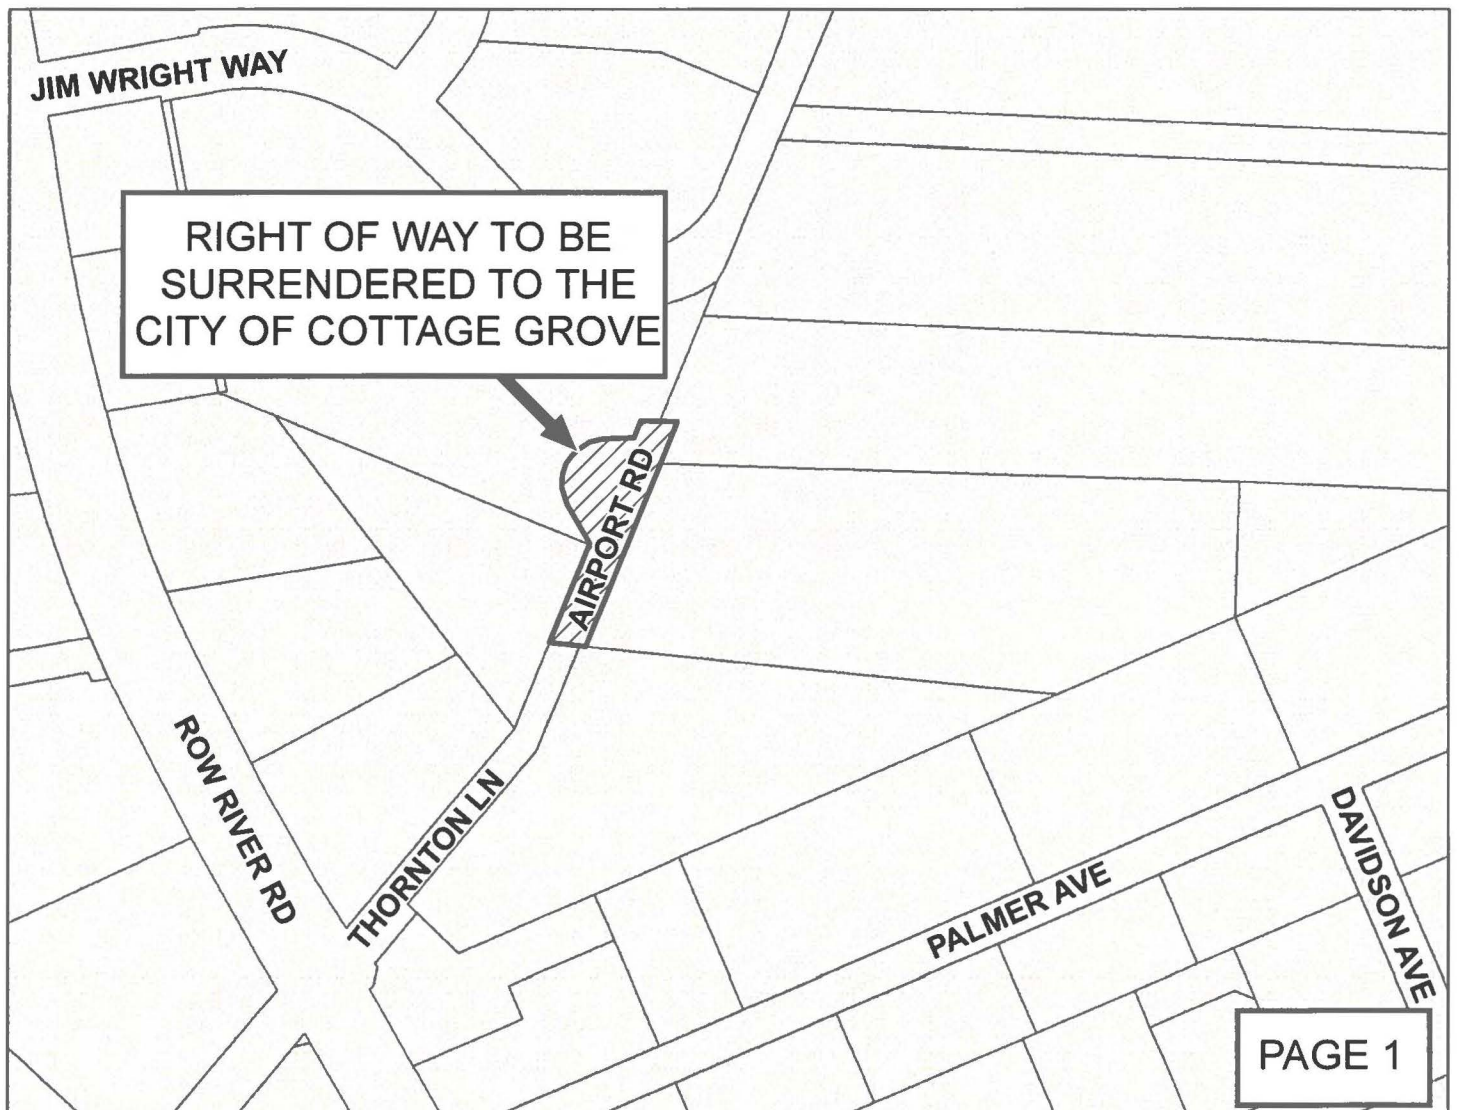 JIM WRIGHT WAY
RIGHT OF WAY TO BE
SURRENDERED TO THE
CITY OF COTTAGE GROVE
AIRPORT RD
ROW RIVER RD
THORNTON LN
PALMER AVE
DAVIDSON AVE
PAGE 1